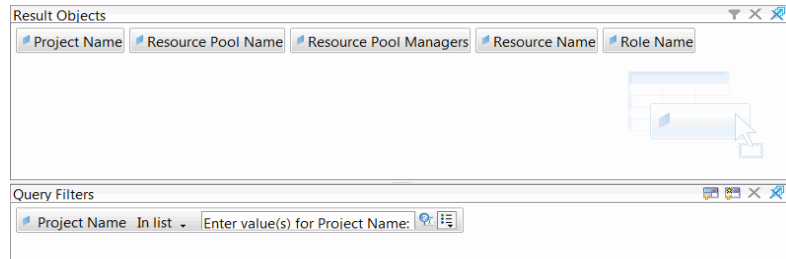 Result Objects
Project Name Resource Pool Name Resource Pool Managers Resource Name Role Name
Query Filters
Project Name In list Enter value(s) for Project Name: